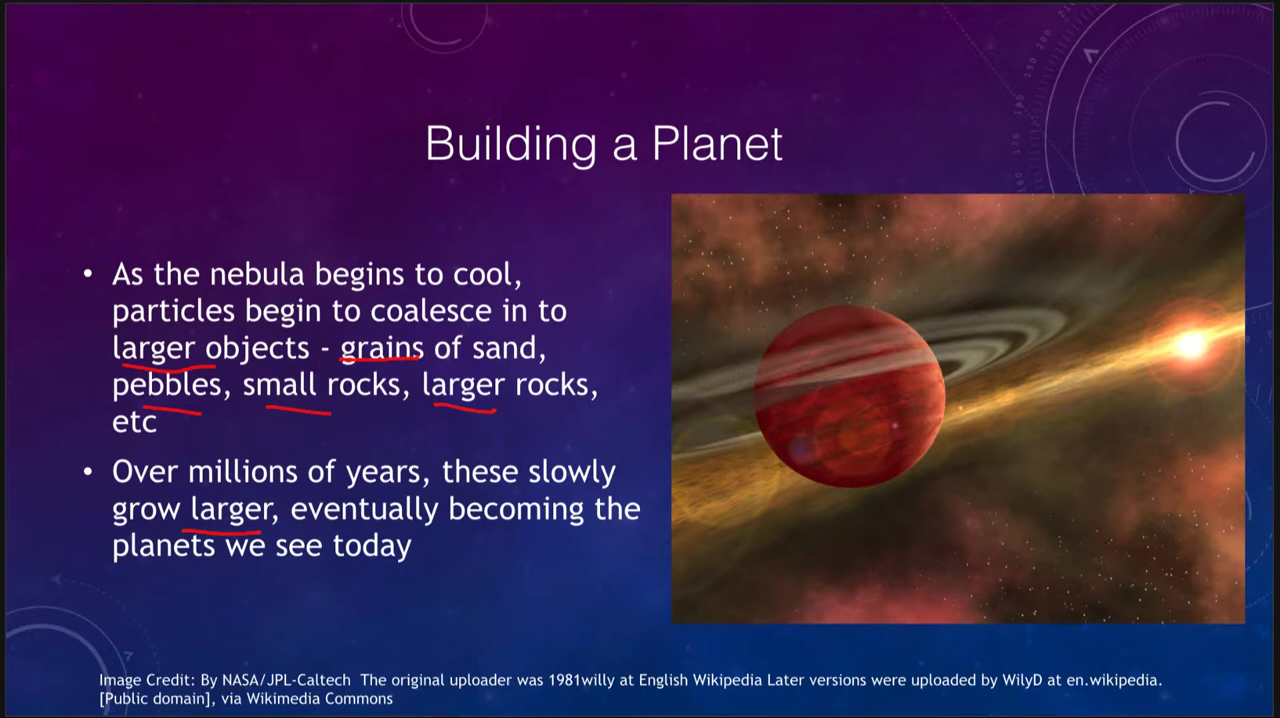 Building a Planet
• As the nebula begins to cool,
particles begin to coalesce in to
larger objects - grains of sand,
pebbles, small rocks, larger rocks,
etc
• Over millions of years, these slowly
grow larger, eventually becoming the
planets we see today
Image Credit: By NASA/JPL-Caltech The original uploader was 1981willy at English Wikipedia Later versions were uploaded by WilyD at en.wikipedia.
[Public domain], via Wikimedia Commons